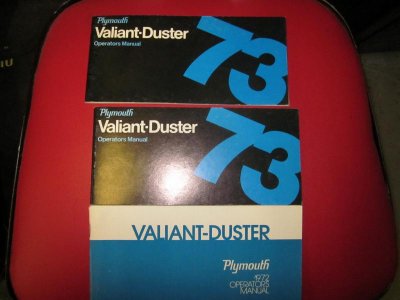 Plymouth
Valiant-Duster
Operators Manual
73
Plymouth
Valiant-Duster
Operators Manual
73
VALIANT-DUSTER
Plymouth
1972
OPERATORS
MANUAL